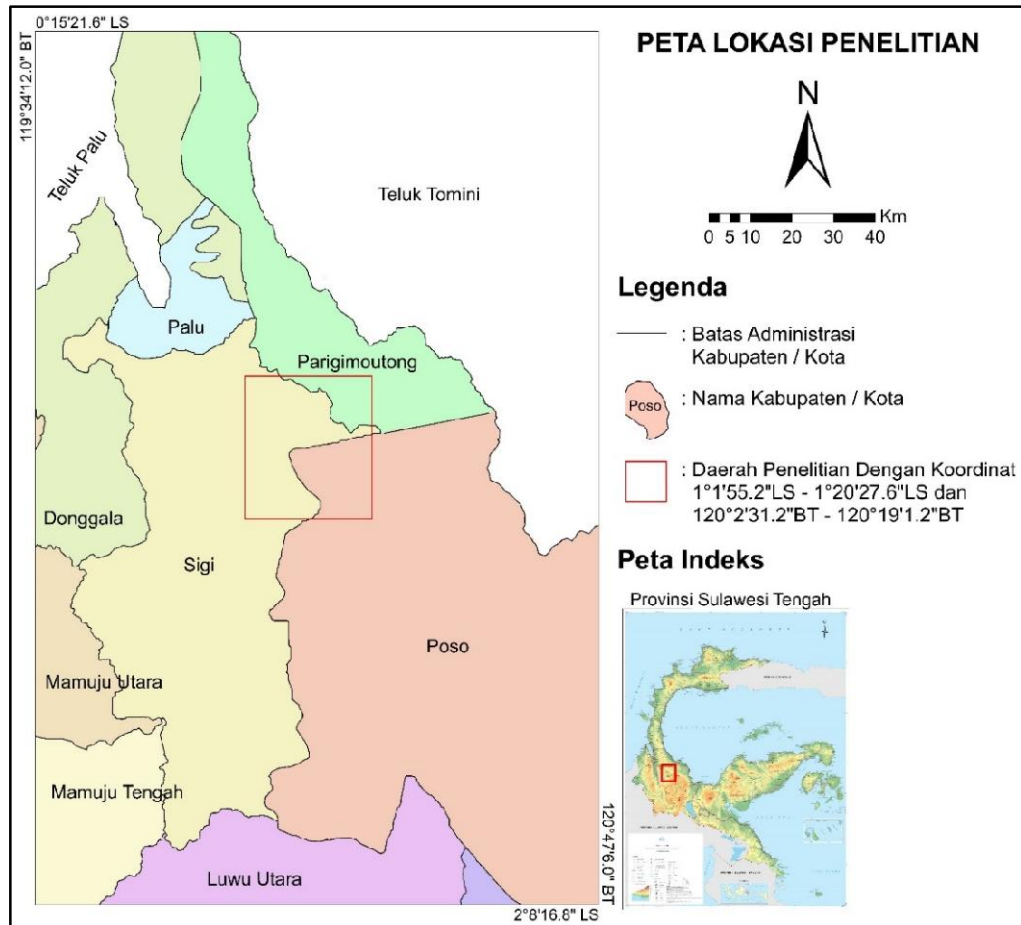 0°15'21.6" LS
119°34'12.0" BT
Teluk Palu
Teluk Tomini
Palu
Parigimoutong
Donggala
Sigi
Poso
Mamuju Utara
Mamuju Tengah
Luwu Utara
120°47'6.0" BT
2°8'16.8" LS
PETA LOKASI PENELITIAN
N
Km
0 5 10 20 30 40
Legenda
: Batas Administrasi
Kabupaten / Kota
Poso
: Nama Kabupaten / Kota
: Daerah Penelitian Dengan Koordinat
1°1'55.2"LS - 1°20'27.6"LS dan
120°2'31.2"BT - 120°19'1.2"BT
Peta Indeks
Provinsi Sulawesi Tengah